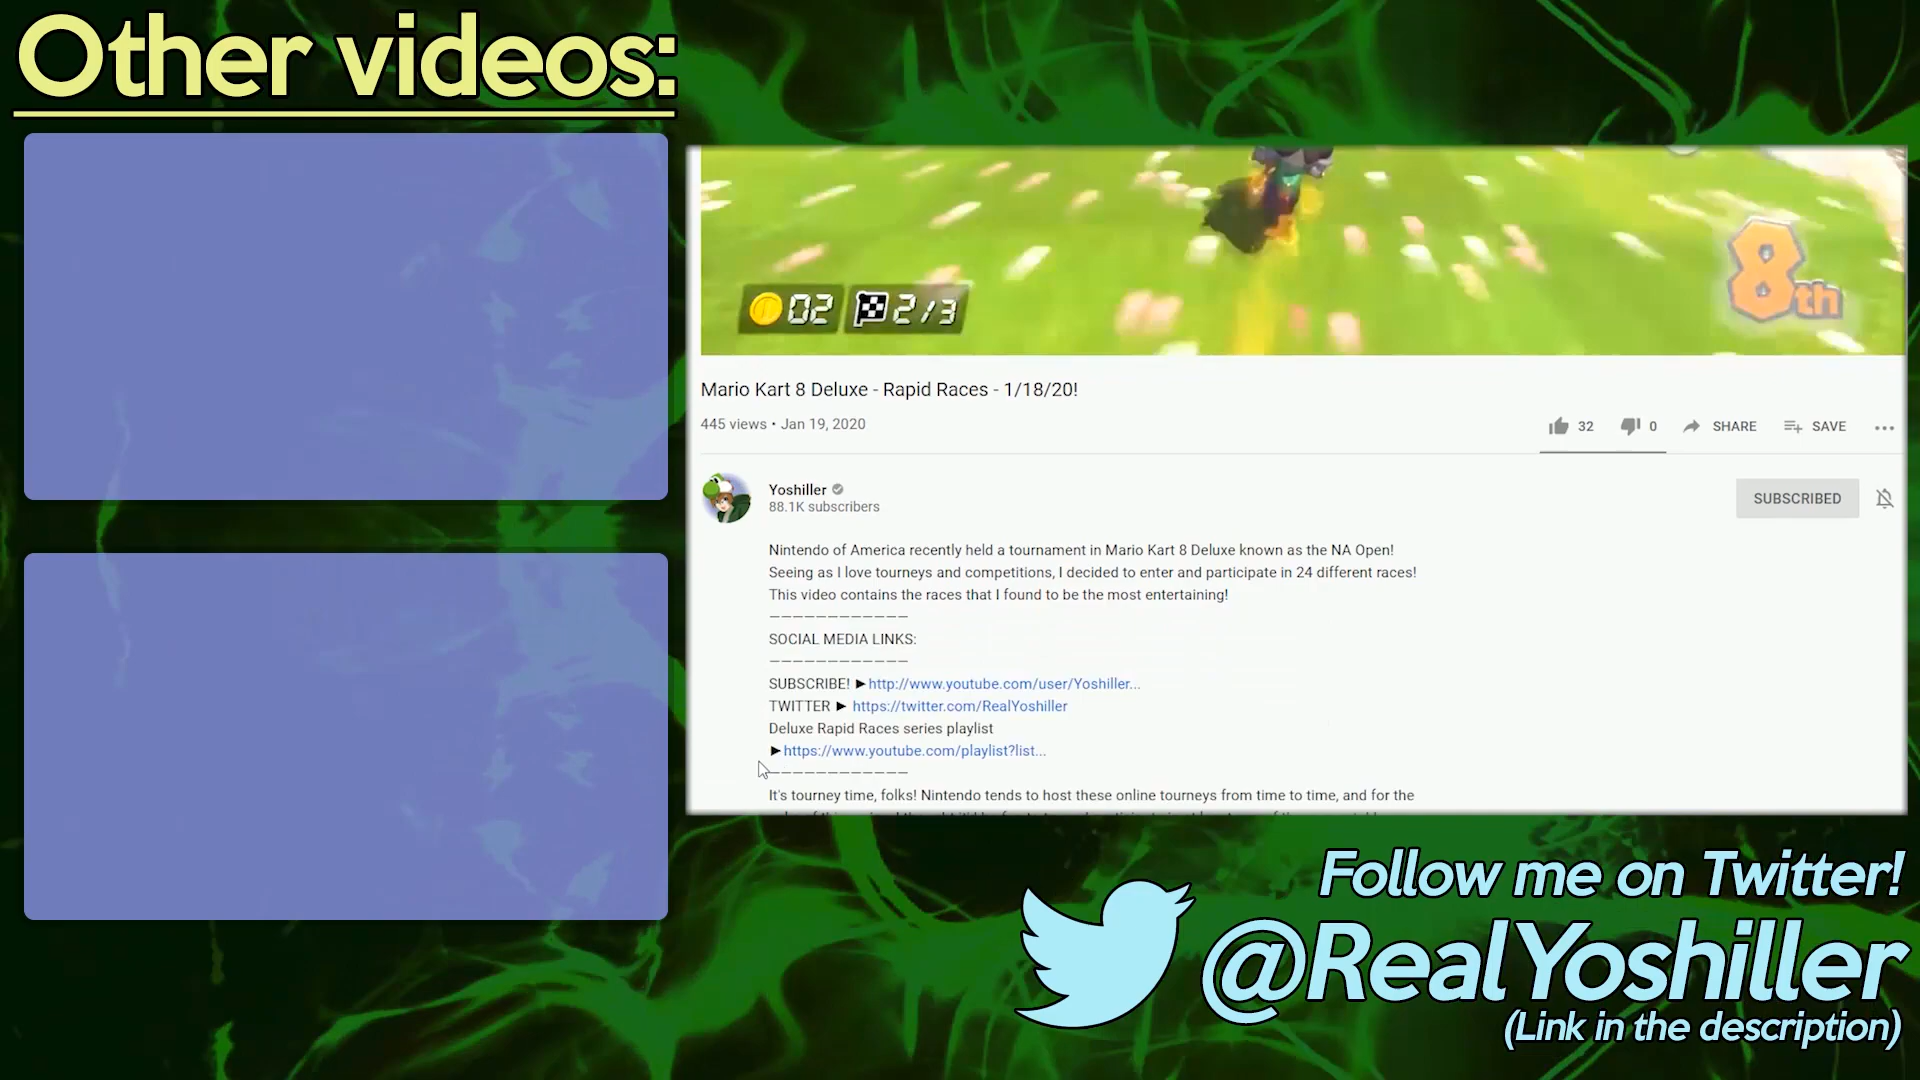 Other videos:
02 2/3
8th
Mario Kart 8 Deluxe - Rapid Races - 1/18/20!
445 views • Jan 19, 2020
32 0 SHARE SAVE
Yoshiller
88.1K subscribers
SUBSCRIBED
Nintendo of America recently held a tournament in Mario Kart 8 Deluxe known as the NA Open!
Seeing as I love tourneys and competitions, I decided to enter and participate in 24 different races!
This video contains the races that I found to be the most entertaining!
————————————
SOCIAL MEDIA LINKS:
————————————
SUBSCRIBE! ►http://www.youtube.com/user/Yoshiller...
TWITTER ► https://twitter.com/RealYoshiller
Deluxe Rapid Races series playlist
►https://www.youtube.com/playlist?list...
————————————
It's tourney time, folks! Nintendo tends to host these online tourneys from time to time, and for the
Follow me on Twitter!
@RealYoshiller
(Link in the description)